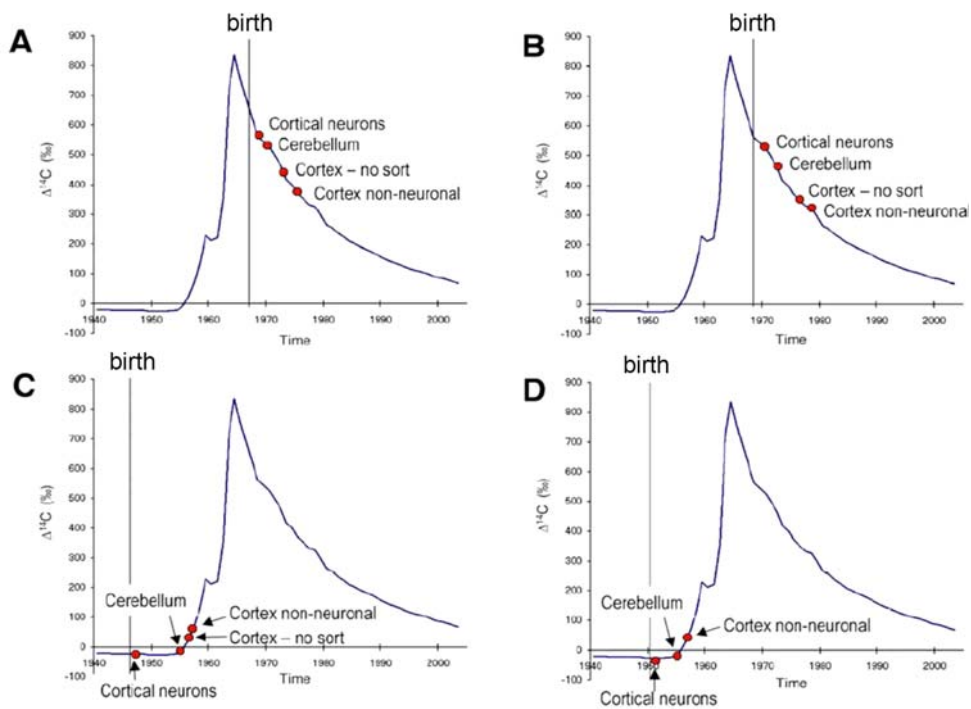 A
birth
900
800
700
600
500
400
300
200
100
0
-100
Δ¹⁴C (‰)
Cortical neurons
Cerebellum
Cortex – no sort
Cortex non-neuronal
1940 1950 1960 1970 1980 1990 2000
Time
B
birth
900
800
700
600
500
400
300
200
100
0
-100
Δ¹⁴C (‰)
Cortical neurons
Cerebellum
Cortex – no sort
Cortex non-neuronal
1940 1950 1960 1970 1980 1990 2000
Time
C
birth
900
800
700
600
500
400
300
200
100
0
-100
Δ¹⁴C (‰)
Cerebellum
Cortex non-neuronal
Cortex – no sort
1940 1950 1960 1970 1980 1990 2000
Time
Cortical neurons
D
birth
900
800
700
600
500
400
300
200
100
0
-100
Δ¹⁴C (‰)
Cerebellum
Cortex non-neuronal
1940 1950 1960 1970 1980 1990 2000
Time
Cortical neurons